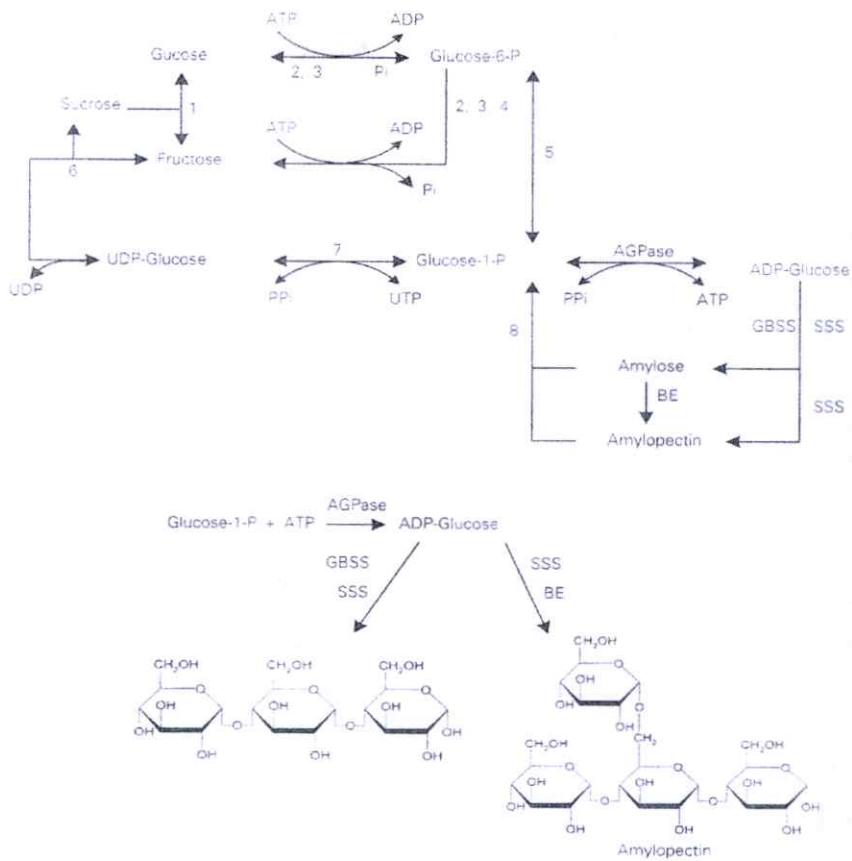 ATP ADP
Gucose 2, 3 Pi Glucose-6-P
2, 3, 4
Sucrose 1
ATP ADP 5
6 Fructose
Pi
7 AGPase
UDP-Glucose Glucose-1-P ADP-Glucose
UDP PPi UTP PPi ATP
8 GBSS SSS
Amylose
BE SSS
Amylopectin
AGPase
Glucose-1-P + ATP ADP-Glucose
GBSS SSS
SSS BE
CH₂OH
O
OH
OH
CH₂OH CH₂OH CH₂OH OH O
O O O OH CH₂
OH OH OH CH₂OH CH₂OH
OH O O OH O O O
OH OH OH OH OH OH
OH O O OH
OH OH OH
Amylopectin